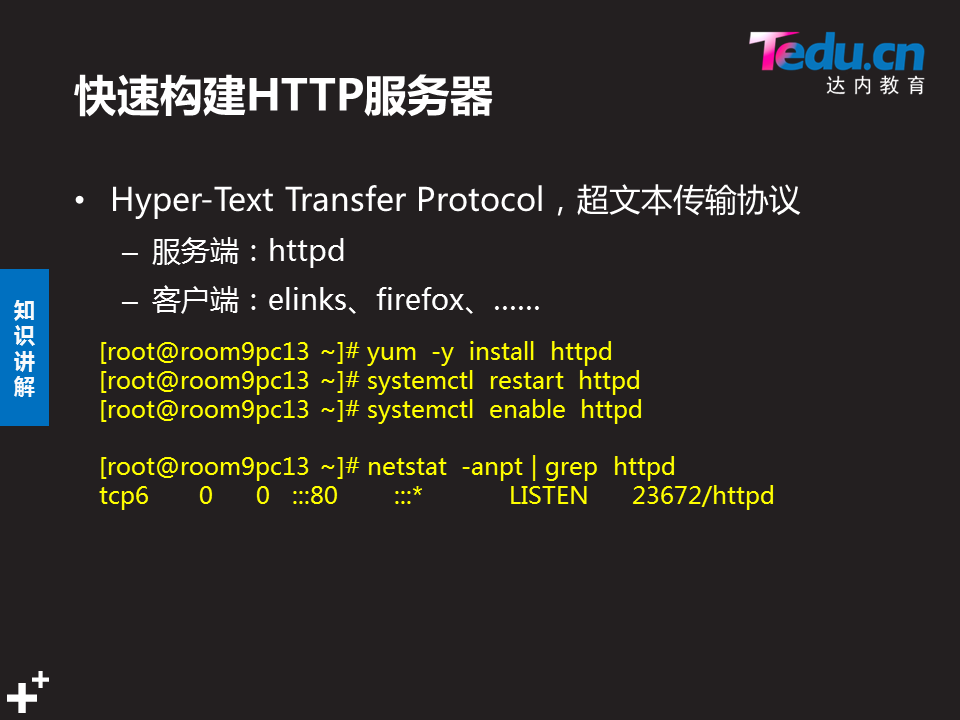 Tedu.cn
达内教育
快速构建HTTP服务器
• Hyper-Text Transfer Protocol，超文本传输协议
– 服务端：httpd
– 客户端：elinks、firefox、……
知识讲解
[root@room9pc13 ~]# yum -y install httpd
[root@room9pc13 ~]# systemctl restart httpd
[root@room9pc13 ~]# systemctl enable httpd
[root@room9pc13 ~]# netstat -anpt | grep httpd
tcp6 0 0 :::80 :::* LISTEN 23672/httpd